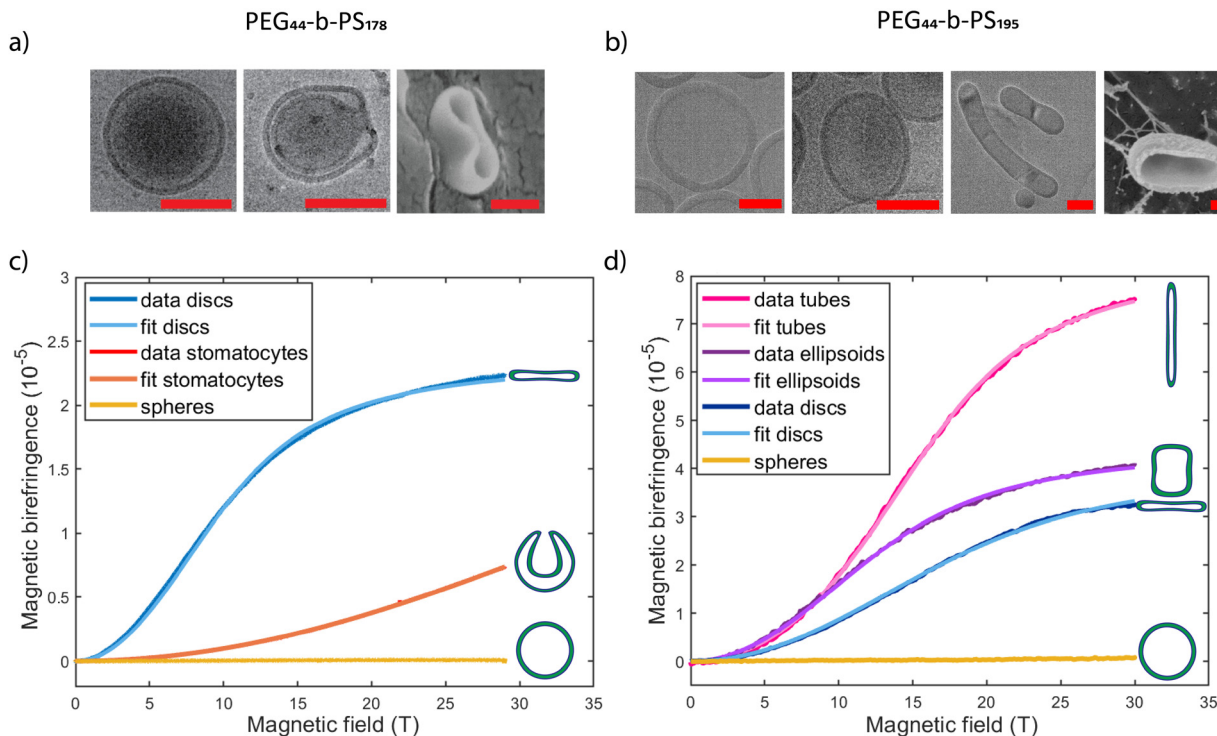 PEG₄₄-b-PS₁₇₈
PEG₄₄-b-PS₁₉₅
a)
b)
c)
3
2.5
2
1.5
1
0.5
0
Magnetic birefringence (10⁻⁵)
data discs
fit discs
data stomatocytes
fit stomatocytes
spheres
0 5 10 15 20 25 30 35
Magnetic field (T)
d)
8
7
6
5
4
3
2
1
0
Magnetic birefringence (10⁻⁵)
data tubes
fit tubes
data ellipsoids
fit ellipsoids
data discs
fit discs
spheres
0 5 10 15 20 25 30 35
Magnetic field (T)